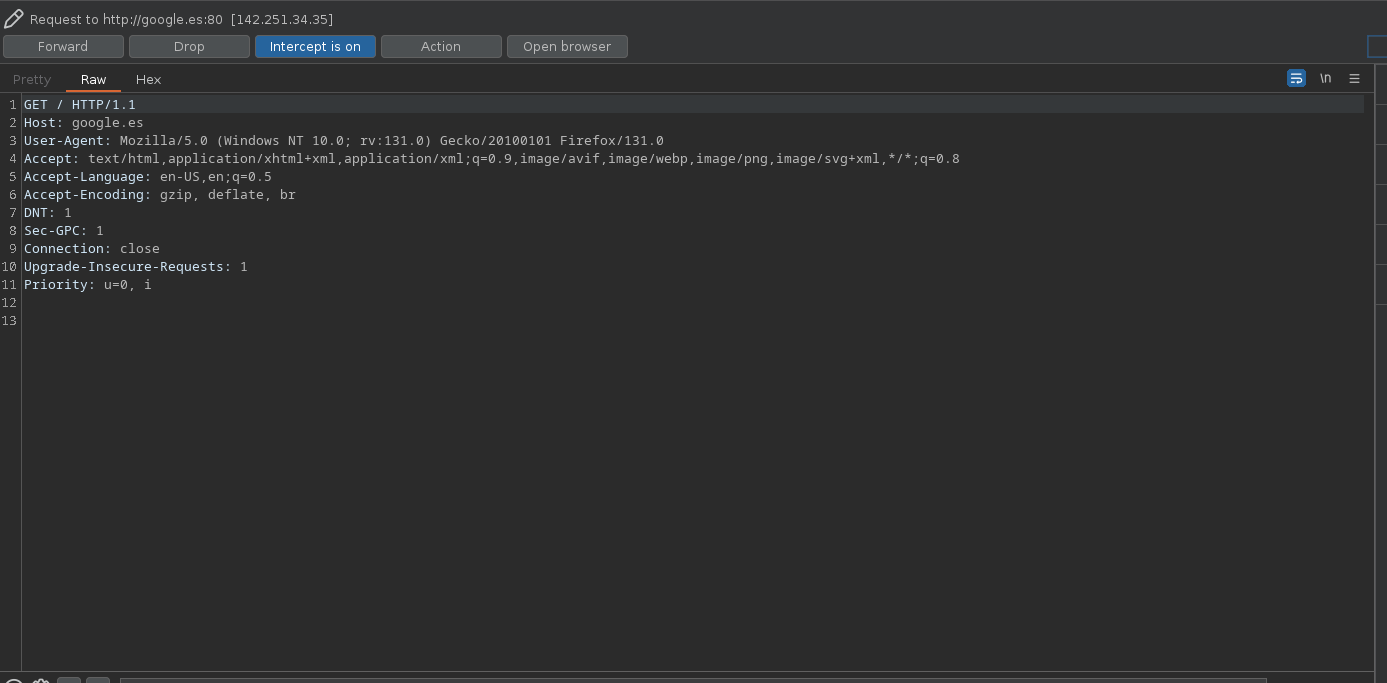 Request to http://google.es:80 [142.251.34.35]
Forward Drop Intercept is on Action Open browser
Pretty Raw Hex \n
1 GET / HTTP/1.1
2 Host: google.es
3 User-Agent: Mozilla/5.0 (Windows NT 10.0; rv:131.0) Gecko/20100101 Firefox/131.0
4 Accept: text/html,application/xhtml+xml,application/xml;q=0.9,image/avif,image/webp,image/png,image/svg+xml,*/*;q=0.8
5 Accept-Language: en-US,en;q=0.5
6 Accept-Encoding: gzip, deflate, br
7 DNT: 1
8 Sec-GPC: 1
9 Connection: close
10 Upgrade-Insecure-Requests: 1
11 Priority: u=0, i
12
13